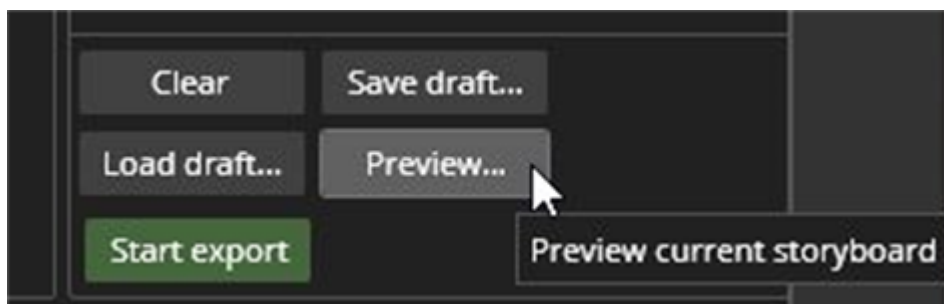 Clear Save draft...
Load draft... Preview...
Start export
Preview current storyboard